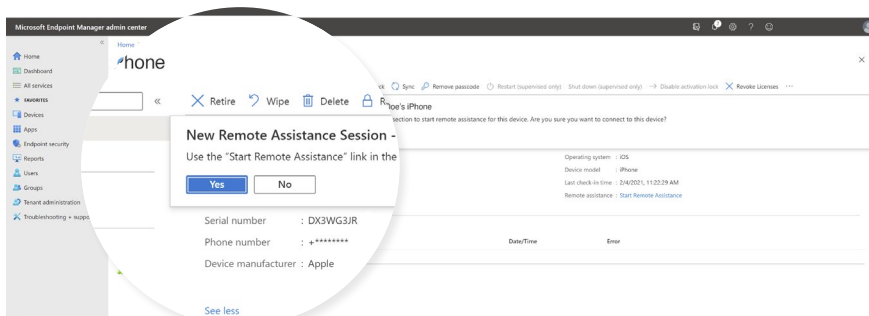 Microsoft Endpoint Manager admin center
Home
Dashboard
All services
FAVORITES
Devices
Apps
Endpoint security
Reports
Users
Groups
Tenant administration
Troubleshooting + suppo
Home
Phone
Retire Wipe Delete R
Sync Remove passcode Restart (supervised only) Shut down (supervised only) Disable activation lock Revoke Licenses ...
New Remote Assistance Session -
oe's iPhone
Use the "Start Remote Assistance" link in the
section to start remote assistance for this device. Are you sure you want to connect to this device?
Yes No
Serial number : DX3WG3JR
Phone number : +********
Device manufacturer : Apple
See less
Operating system : iOS
Device model : iPhone
Last check-in time : 2/4/2021, 11:22:29 AM
Remote assistance : Start Remote Assistance
Date/Time Error